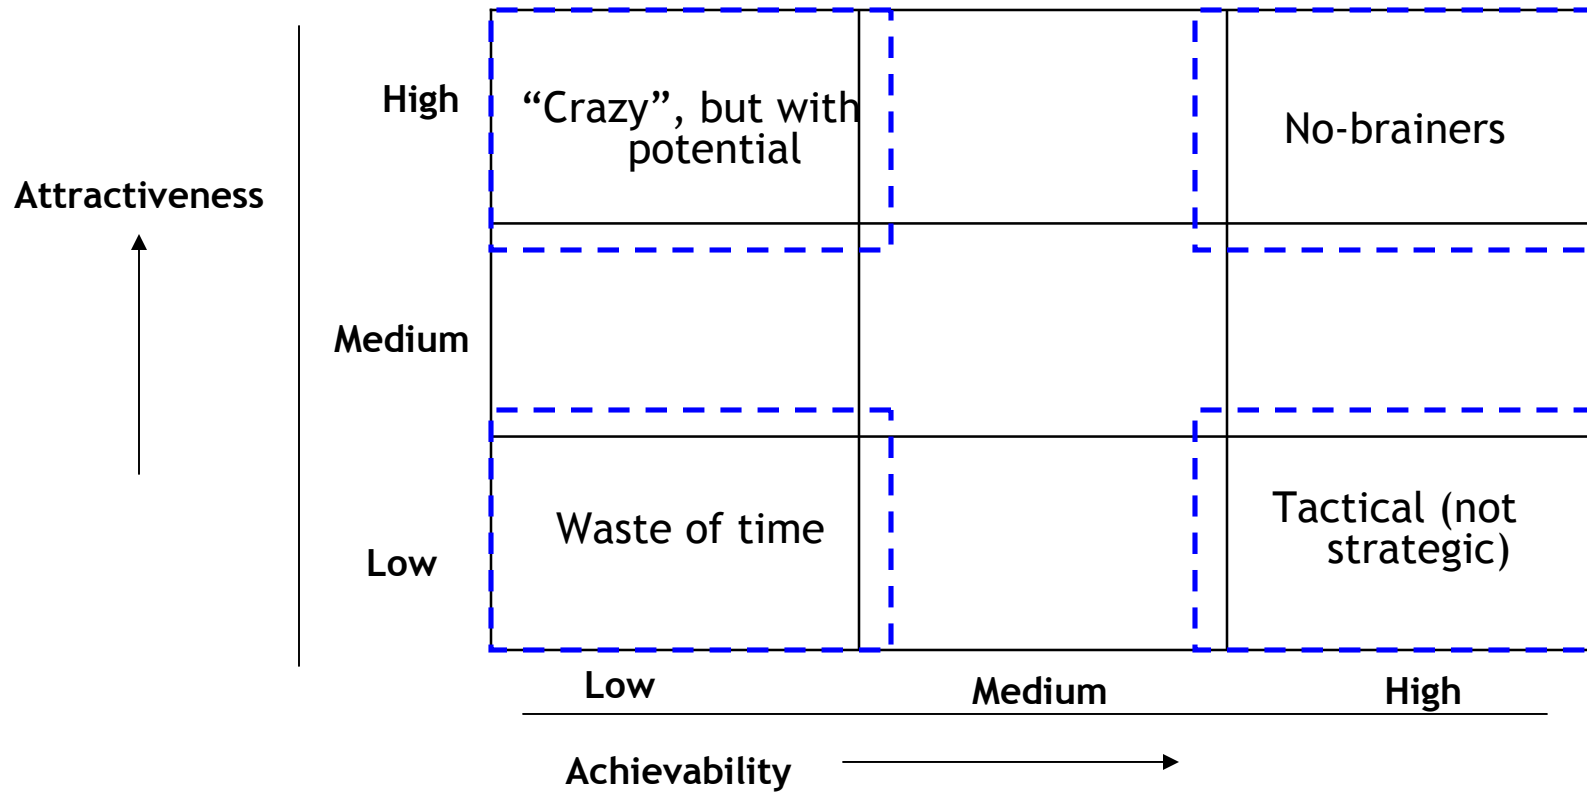 High
“Crazy”, but with
potential
No-brainers
Attractiveness
Medium
Low
Waste of time
Tactical (not
strategic)
Low
Medium
High
Achievability